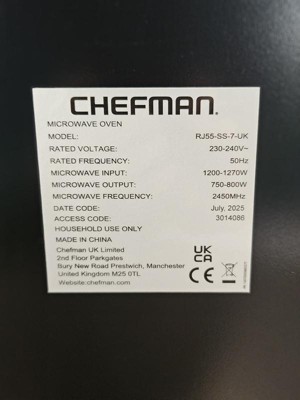 CHEFMAN.
MICROWAVE OVEN
MODEL: RJ55-SS-7-UK
RATED VOLTAGE: 230-240V~
RATED FREQUENCY: 50Hz
MICROWAVE INPUT: 1200-1270W
MICROWAVE OUTPUT: 750-800W
MICROWAVE FREQUENCY: 2450MHz
DATE CODE: July, 2025
ACCESS CODE: 3014086
HOUSEHOLD USE ONLY
MADE IN CHINA
Chefman UK Limited
2nd Floor Parkgates
Bury New Road Prestwich, Manchester
United Kingdom M25 0TL
Website:chefman.com
UK
CA
CE